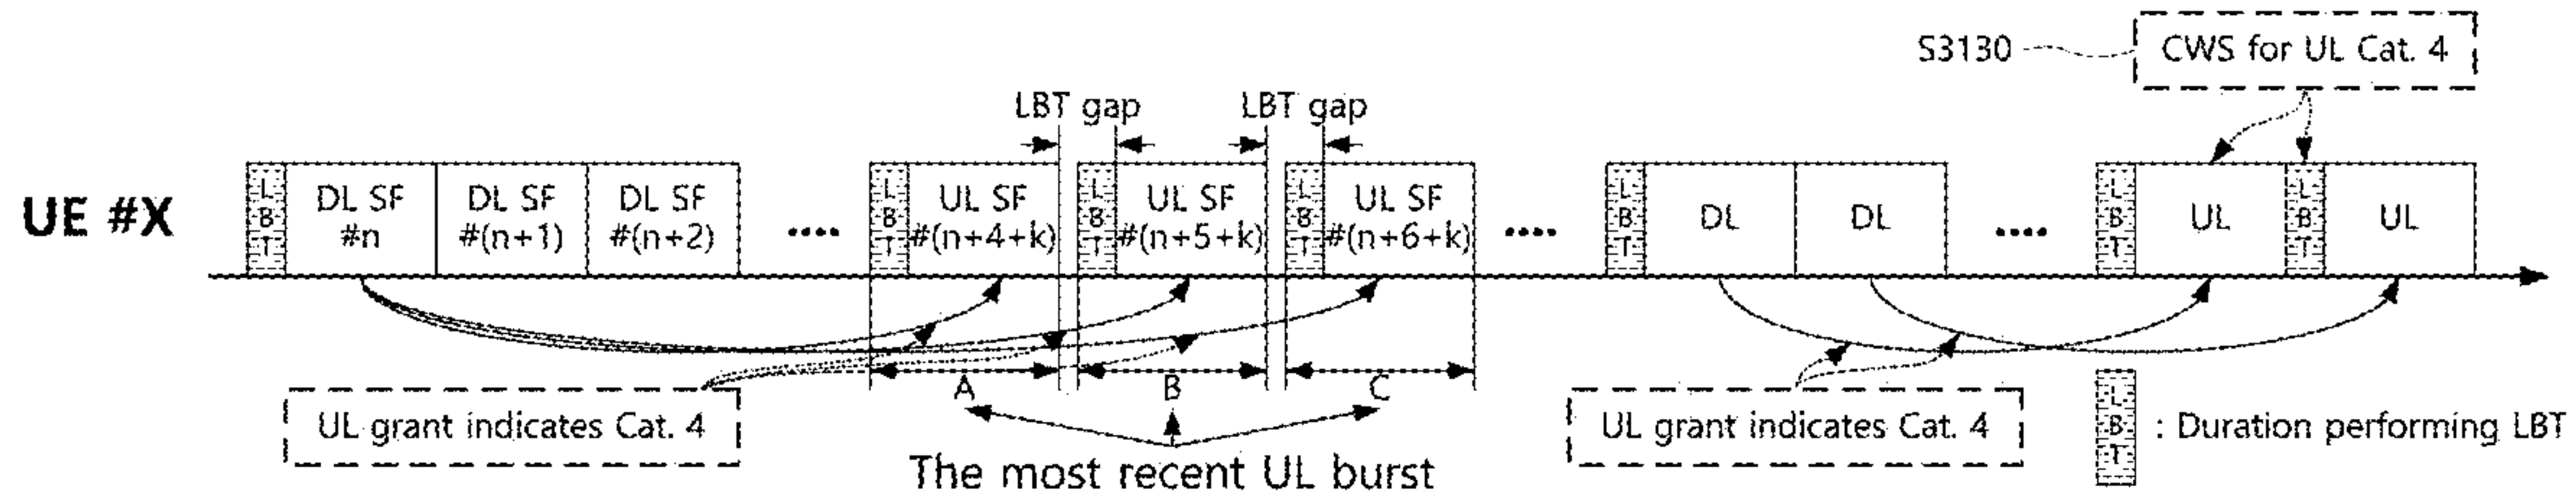 S3130
CWS for UL Cat. 4
LBT gap
LBT gap
UE #X
LBT
DL SF
#n
DL SF
#(n+1)
DL SF
#(n+2)
....
LBT
UL SF
#(n+4+k)
LBT
UL SF
#(n+5+k)
LBT
UL SF
#(n+6+k)
....
LBT
DL
DL
....
LBT
UL
LBT
UL
A
B
C
UL grant indicates Cat. 4
The most recent UL burst
UL grant indicates Cat. 4
LBT
: Duration performing LBT